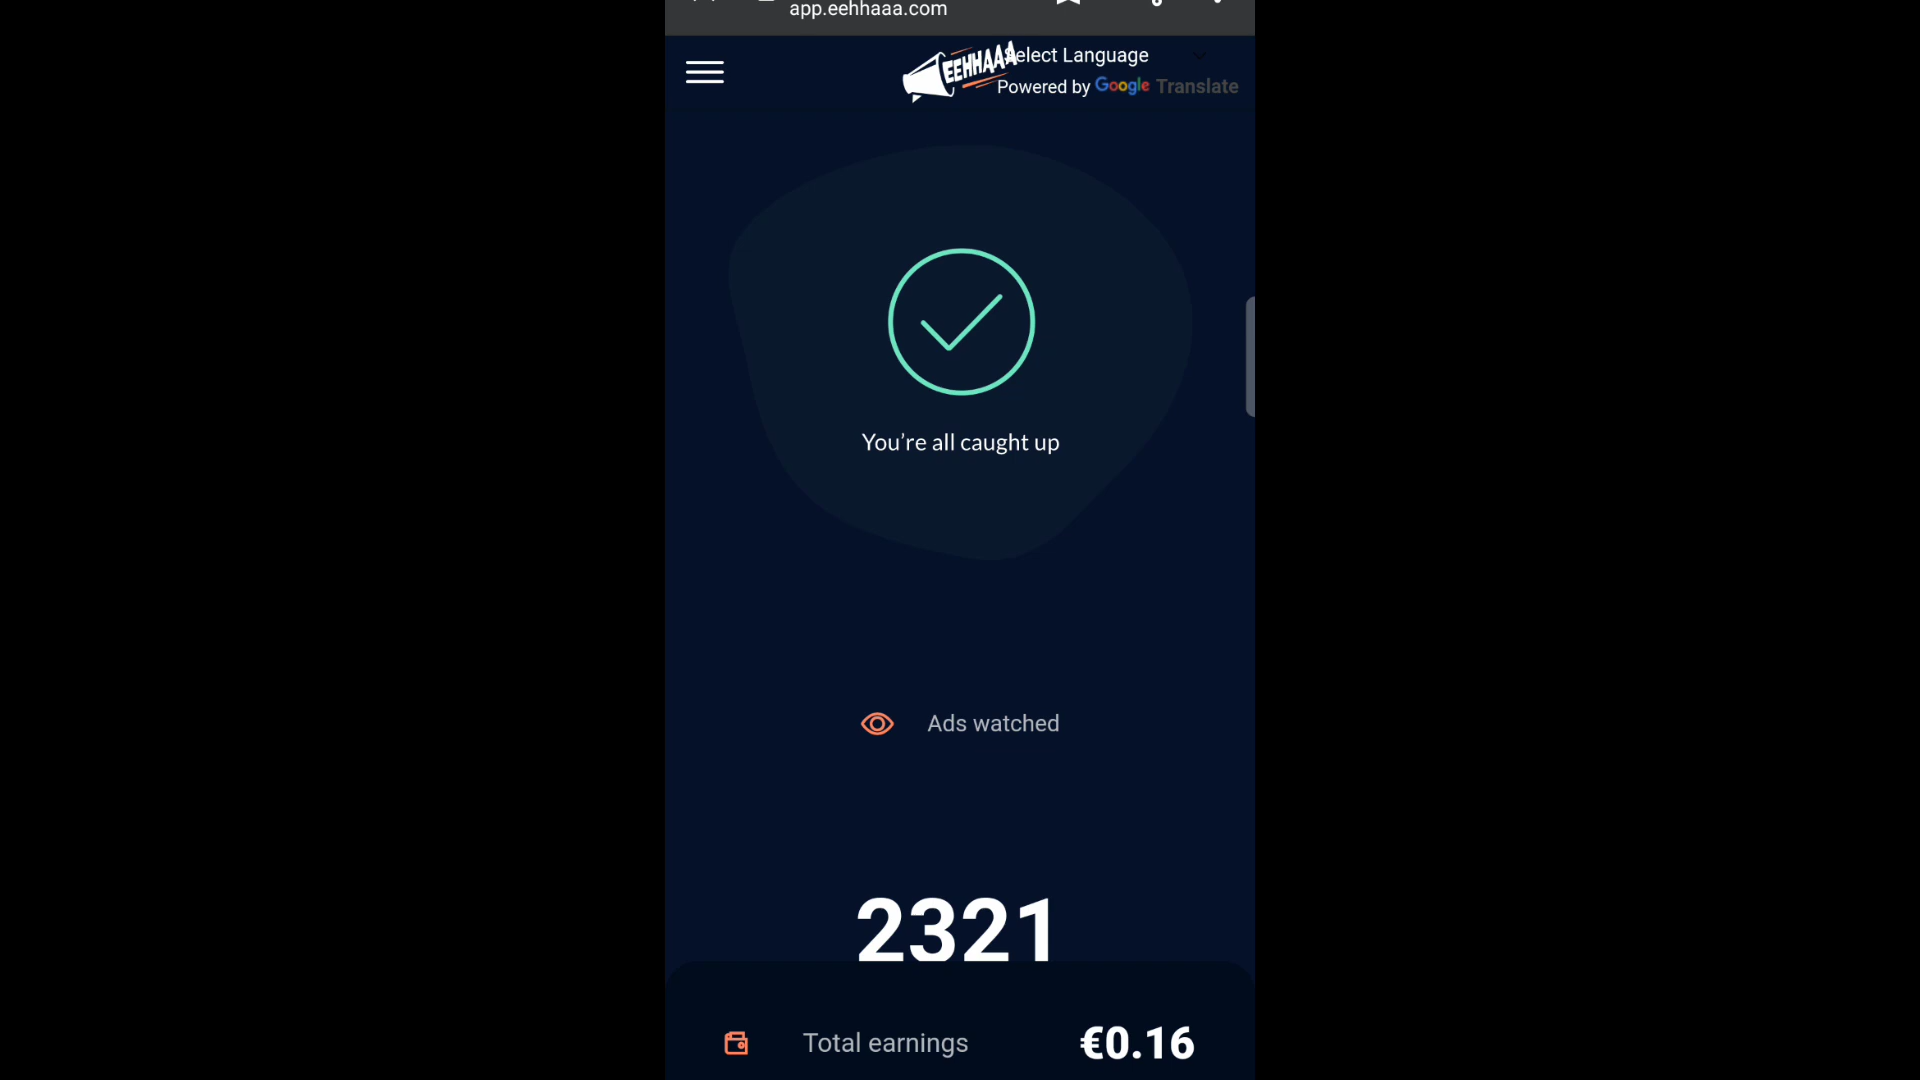 app.eehhaaa.com
EEHHAAA
Select Language
Powered by Google Translate
You’re all caught up
Ads watched
2321
Total earnings
€0.16